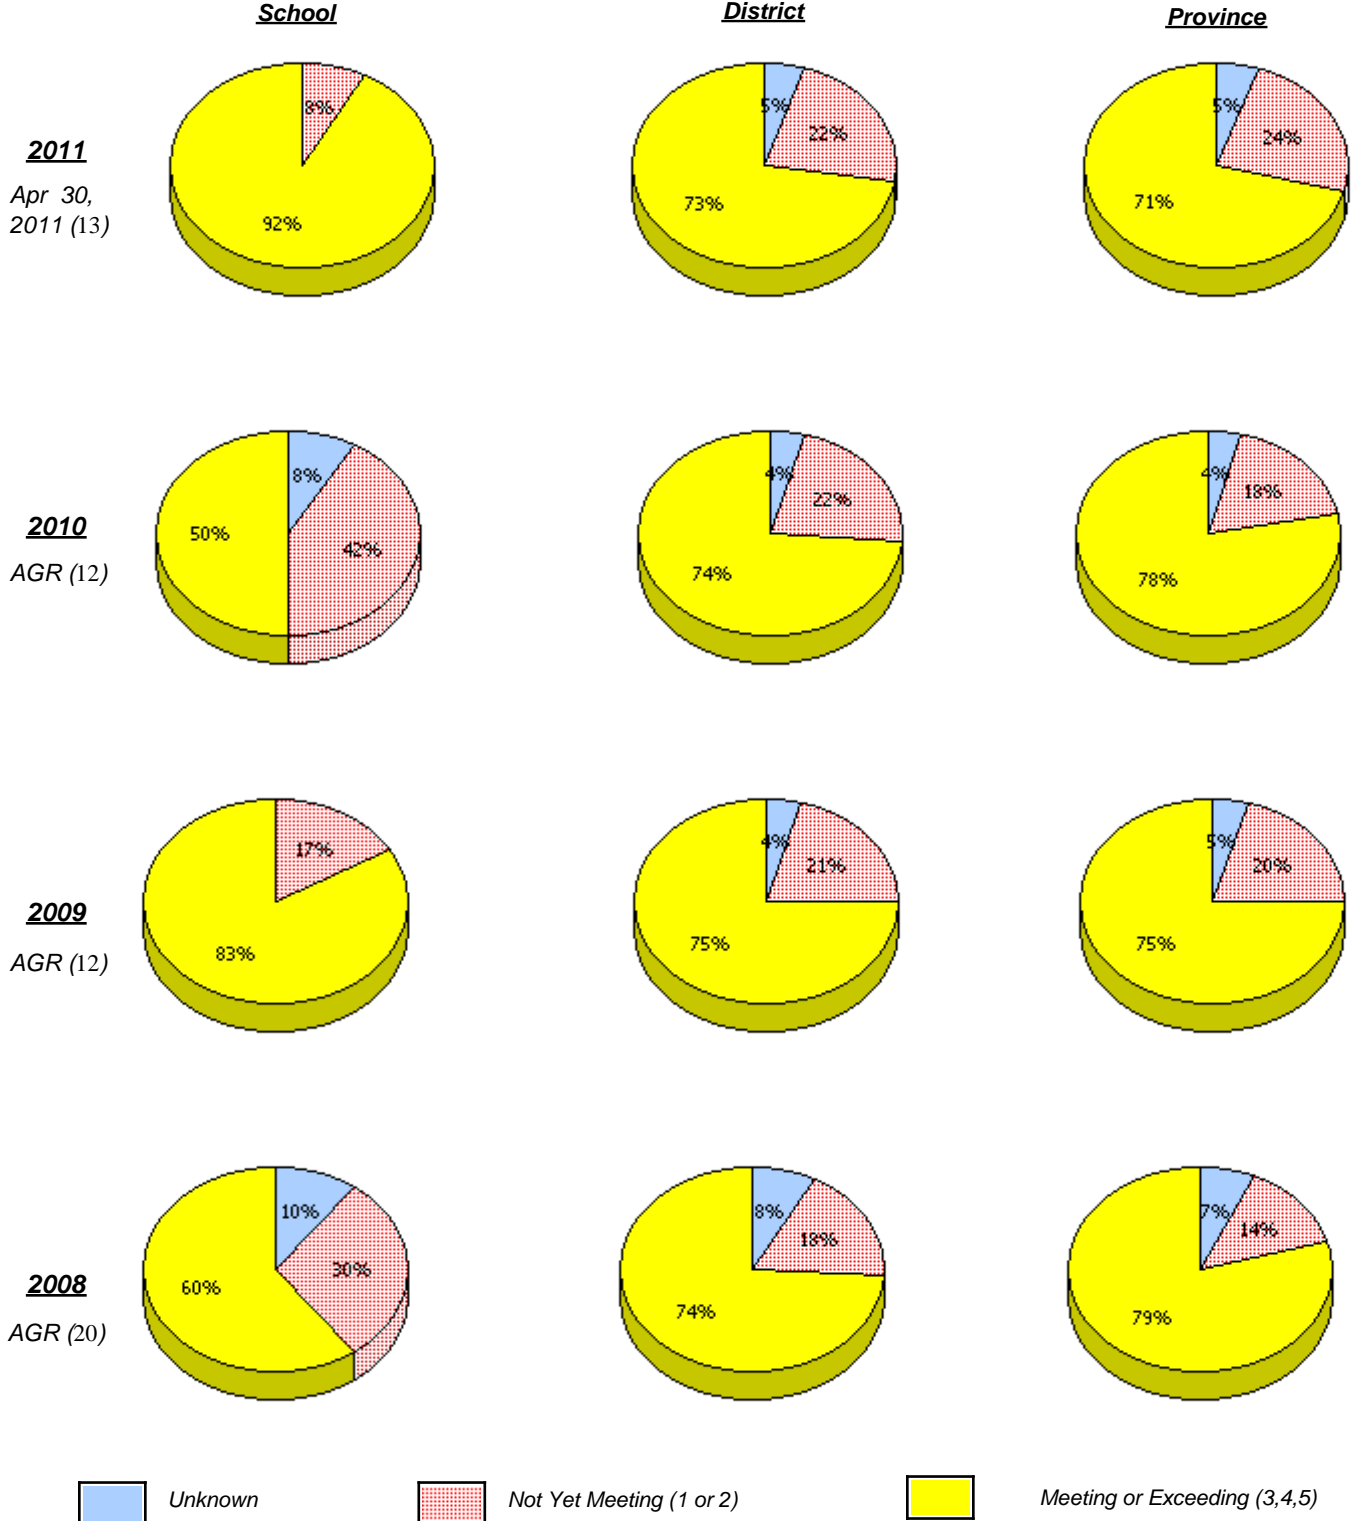 School District Province
8% 5% 22% 5% 24%
2011
Apr 30,
2011 (13)
92% 73% 71%
8% 42% 50% 4% 22% 74% 4% 18% 78%
2010
AGR (12)
17% 83% 4% 21% 75% 5% 20% 75%
2009
AGR (12)
10% 30% 60% 8% 18% 74% 7% 14% 79%
2008
AGR (20)
Unknown Not Yet Meeting (1 or 2) Meeting or Exceeding (3,4,5)